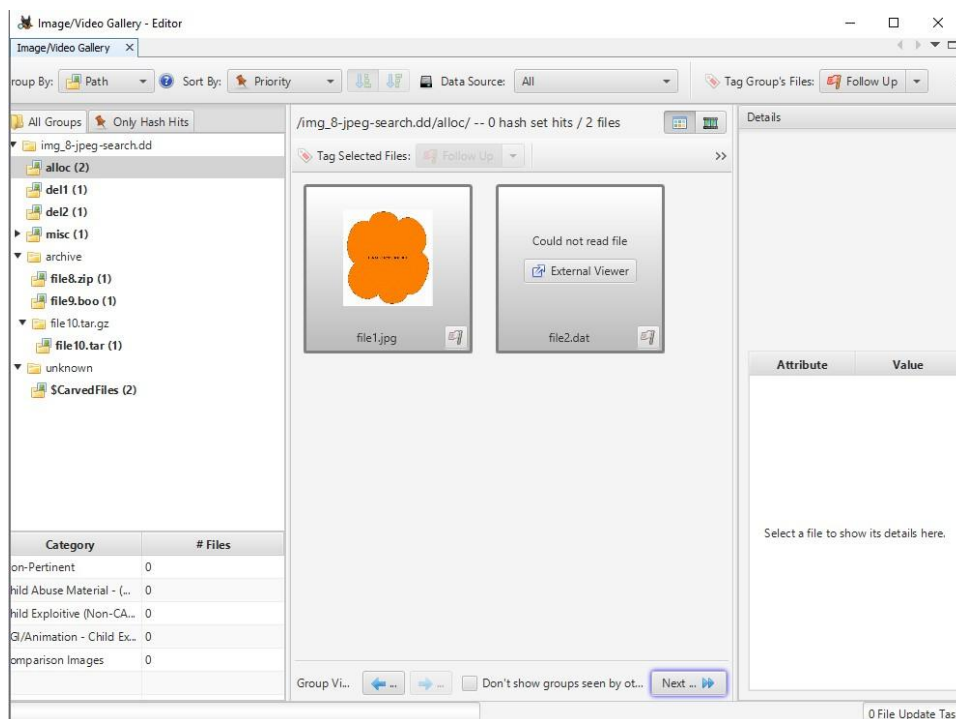 Image/Video Gallery - Editor
Image/Video Gallery X
roup By: Path Sort By: Priority Data Source: All Tag Group's Files: Follow Up
All Groups Only Hash Hits
img_8-jpeg-search.dd
alloc (2)
del1 (1)
del2 (1)
misc (1)
archive
file8.zip (1)
file9.boo (1)
file10.tar.gz
file10.tar (1)
unknown
$CarvedFiles (2)
Category # Files
on-Pertinent 0
hild Abuse Material - (... 0
hild Exploitive (Non-CA... 0
GI/Animation - Child Ex... 0
omparison Images 0
/img_8-jpeg-search.dd/alloc/ -- 0 hash set hits / 2 files
Tag Selected Files: Follow Up >>
Could not read file
External Viewer
file1.jpg file2.dat
Group Vi... ... ... Don't show groups seen by ot... Next ...
Details
Attribute Value
Select a file to show its details here.
0 File Update Tas